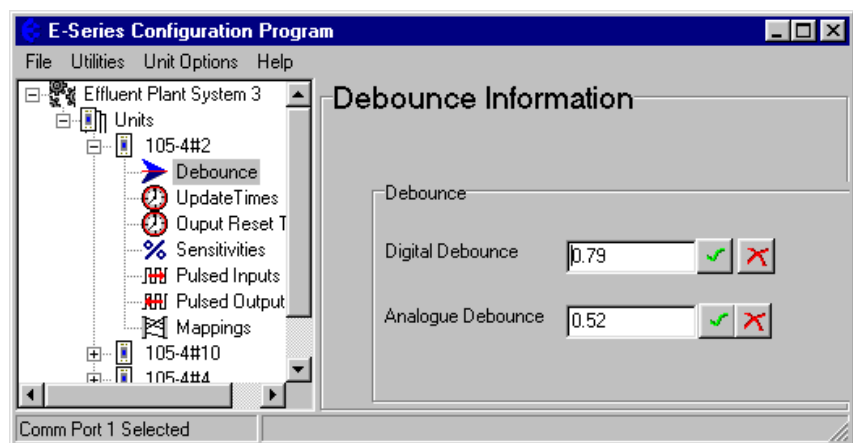 E-Series Configuration Program
File Utilities Unit Options Help
Effluent Plant System 3
Units
105-4#2
Debounce
UpdateTimes
Ouput Reset T
Sensitivities
Pulsed Inputs
Pulsed Output
Mappings
105-4#10
105-4#4
Debounce Information
Debounce
Digital Debounce 0.79
Analogue Debounce 0.52
Comm Port 1 Selected